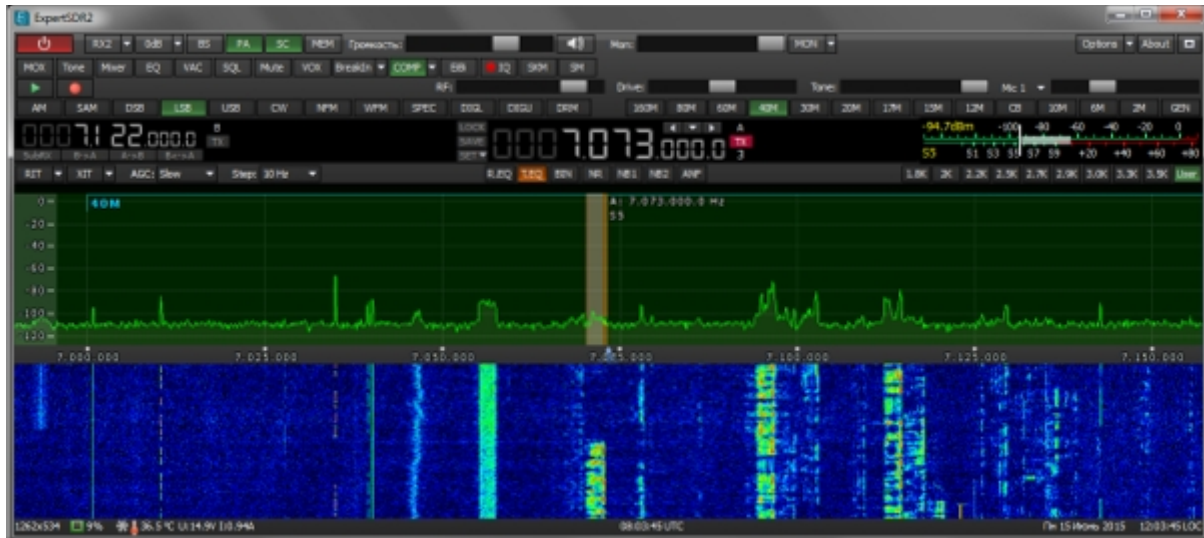 ExpertSDR2
RX2 0dB BS PA SC MEM Громкость: Мон: MON Options About
MOX Tone Mixer EQ VAC SQL Mute VOX BreakIn COMP IQ SKM SM
RF: Drive: Tone: Mic 1
AM SAM DSB LSB USB CW NFM WFM SPEC DIGL DIGU DRM 160M 80M 60M 40M 30M 20M 17M 15M 12M CB 10M 6M 2M GEN
0007.122.000.0 B TX LOCK SAVE SET 0007.073.000.0 A TX 3 -94.7dBm -100 -80 -60 -40 -20 0
SubRX B->A A->B B<->A S5 S1 S3 S5 S7 S9 +20 +40 +60 +80
RIT XIT AGC: Slow Step: 10 Hz R.EQ T.EQ BIN NR NB1 NB2 ANF 1.8K 2K 2.2K 2.5K 2.7K 2.9K 3.0K 3.3K 3.5K User
0 40M A: 7.073.000.0 Hz
S5
-20
-40
-60
-80
-100
-120
7.000.000 7.025.000 7.050.000 7.075.000 7.100.000 7.125.000 7.150.000
1262x534 9% 36.5 °C U:14.9V I:0.94A 08:03:45 UTC Пн 15 Июнь 2015 12:03:45 LOC